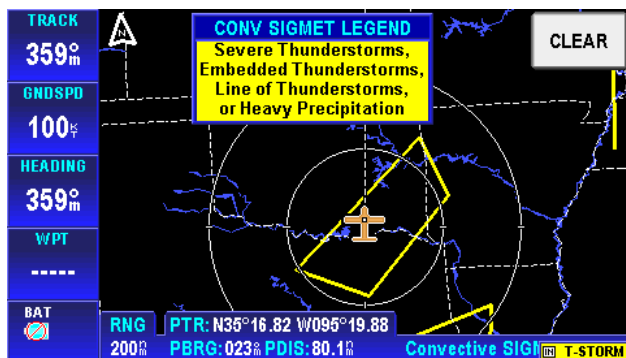 TRACK
359°m
GNDSPD
100kT
HEADING
359°m
WPT
-----
BAT
N
CONV SIGMET LEGEND
Severe Thunderstorms,
Embedded Thunderstorms,
Line of Thunderstorms,
or Heavy Precipitation
CLEAR
RNG
200nm
PTR: N35°16.82 W095°19.88
PBRG: 023°m PDIS: 80.1nm
Convective SIGM
IN T-STORM